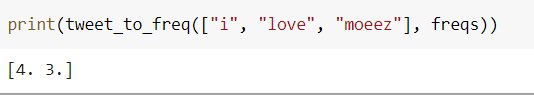 print(tweet_to_freq(["i", "love", "moeez"], freqs))
[4. 3.]